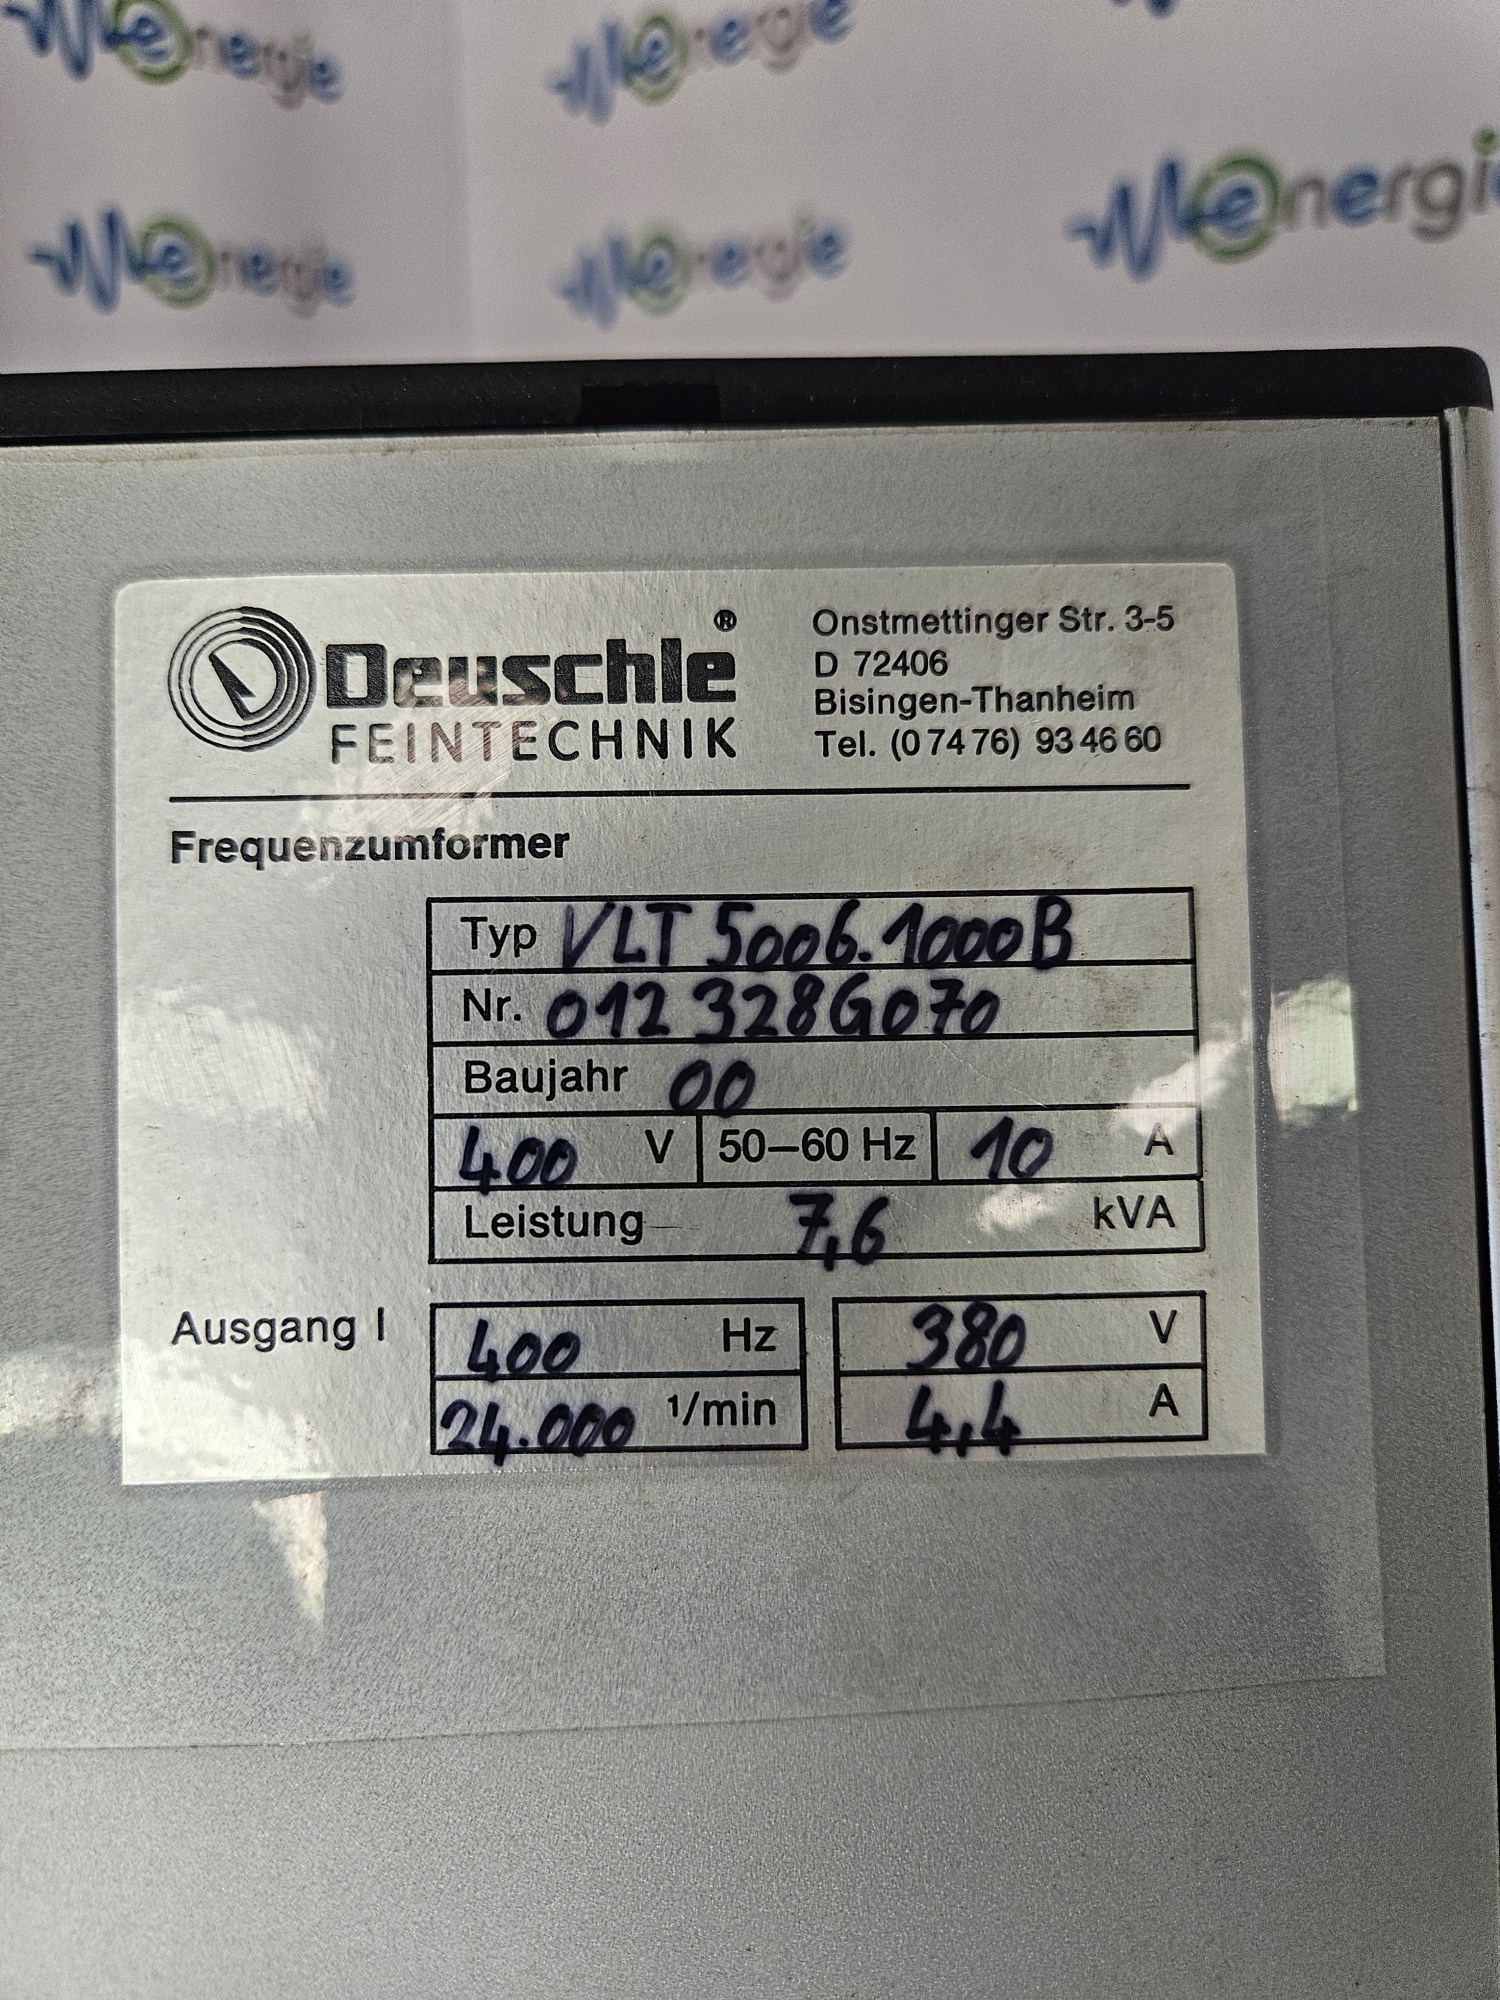 energie
energie
energie
energie
energie
Deuschle®
FEINTECHNIK
Onstmettinger Str. 3-5
D 72406
Bisingen-Thanheim
Tel. (0 74 76) 93 46 60
Frequenzumformer
Typ VLT 5006.1000B
Nr. 012328G070
Baujahr 00
400 V 50–60 Hz 10 A
Leistung 7,6 kVA
Ausgang I 400 Hz 380 V
24.000 1/min 4,4 A